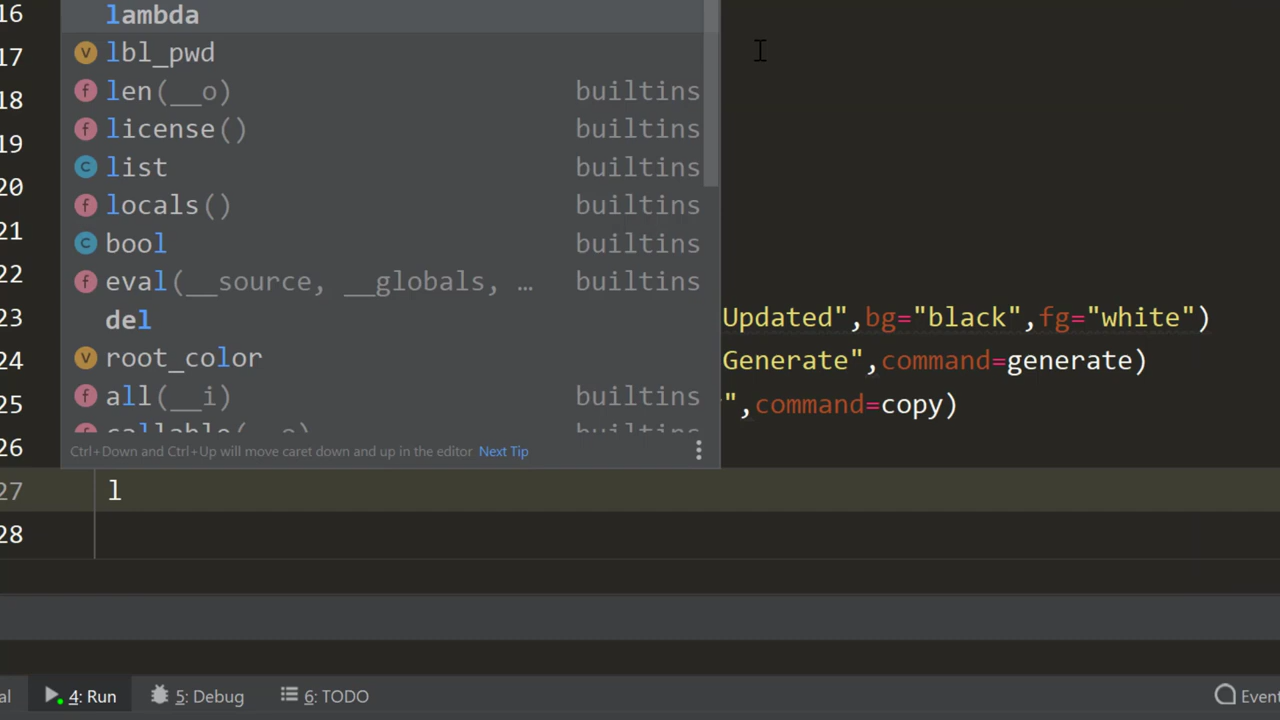 16 lambda
17 v lbl_pwd
18 f len(__o) builtins
19 f license() builtins
c list builtins
20 f locals() builtins
21 c bool builtins
22 f eval(__source, __globals, … builtins
23 del Updated",bg="black",fg="white")
24 v root_color Generate",command=generate)
25 f all(__i) builtins ",command=copy)
26 f callable(__o) builtins
Ctrl+Down and Ctrl+Up will move caret down and up in the editor Next Tip
27 l
28
al 4: Run 5: Debug 6: TODO Event